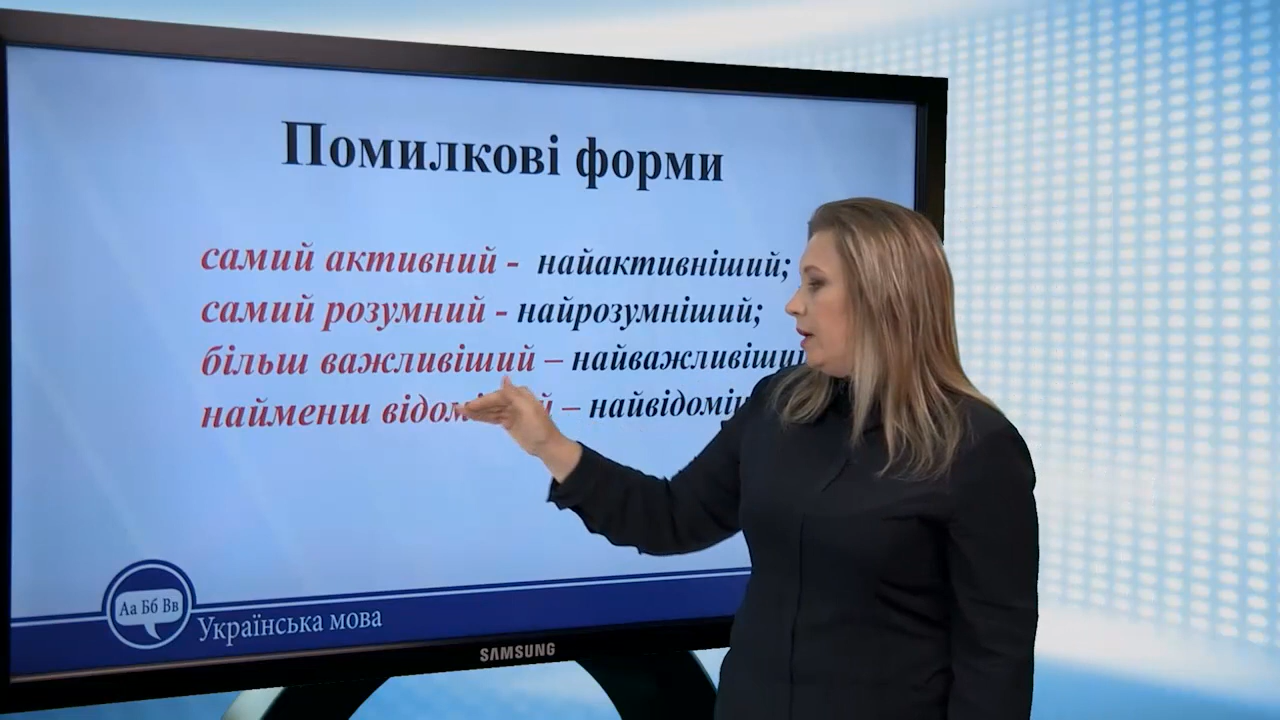 Помилкові форми
самий активний - найактивніший;
самий розумний - найрозумніший;
більш важливіший –
найменш –
Аа Бб Вв
Українська мова
SAMSUNG